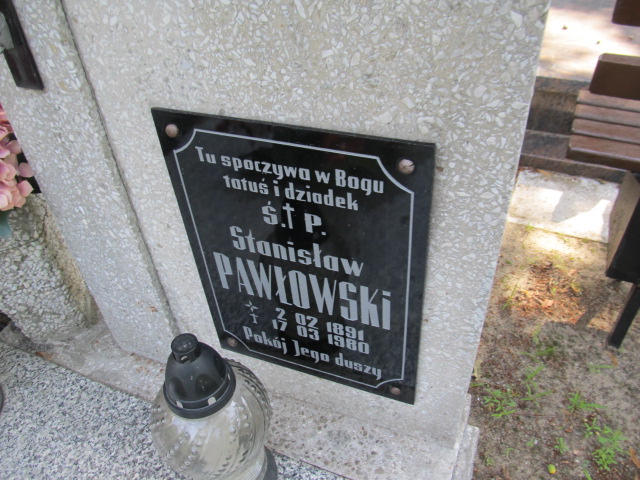 Tu spoczywa w Bogu
tatuś i dziadek
Ś.†P.
Stanisław
PAWŁOWSKi
* 2 02 1891
† 17 03 1980
Pokój Jego duszy